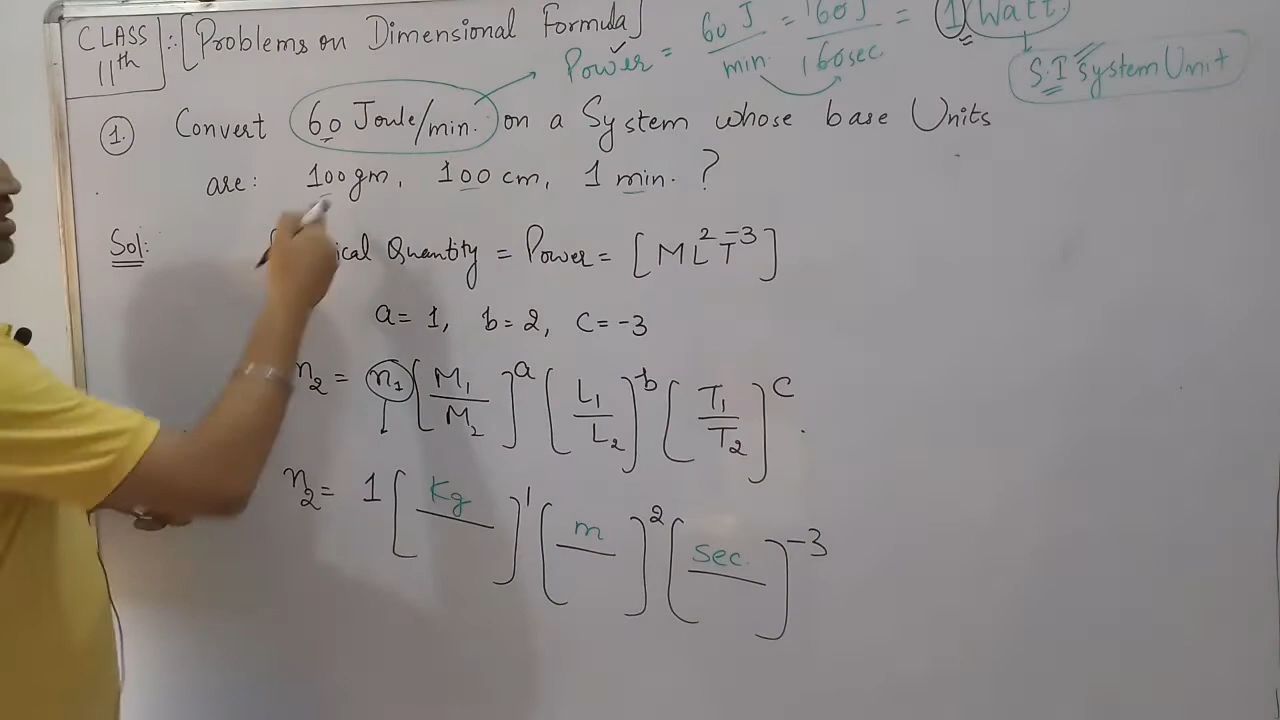 CLASS 11th :. [Problems on Dimensional Formula]
Power = 60 J / min = 60 J / 60 sec = 1 Watt
S.I System Unit
1. Convert 60 Joule/min. on a System whose base Units
are: 100 gm, 100 cm, 1 min. ?
Sol: ical Quantity = Power = [M L² T⁻³]
a = 1, b = 2, c = -3
n₂ = n₁ [M₁/M₂]^a [L₁/L₂]^b [T₁/T₂]^c
n₂ = 1 [Kg/ ]^1 [m/ ]^2 [Sec./ ]^-3